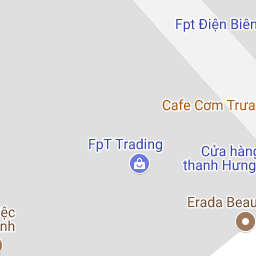 Fpt Điện Biên
Cafe Cơm Trưa
FpT Trading
Cửa hàng
thanh Hưng
Erada Beau
ệc
nh